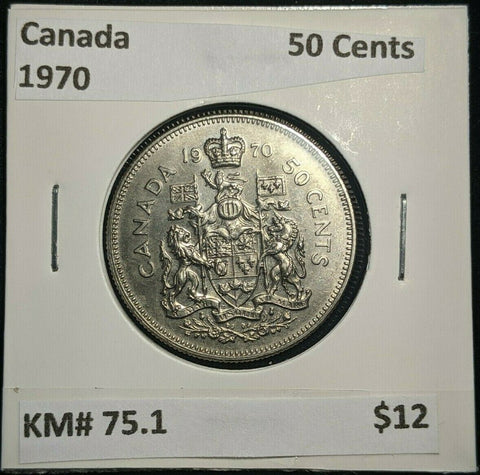 Canada 50 Cents
1970
19 70
CANADA 50 CENTS
KM# 75.1 $12